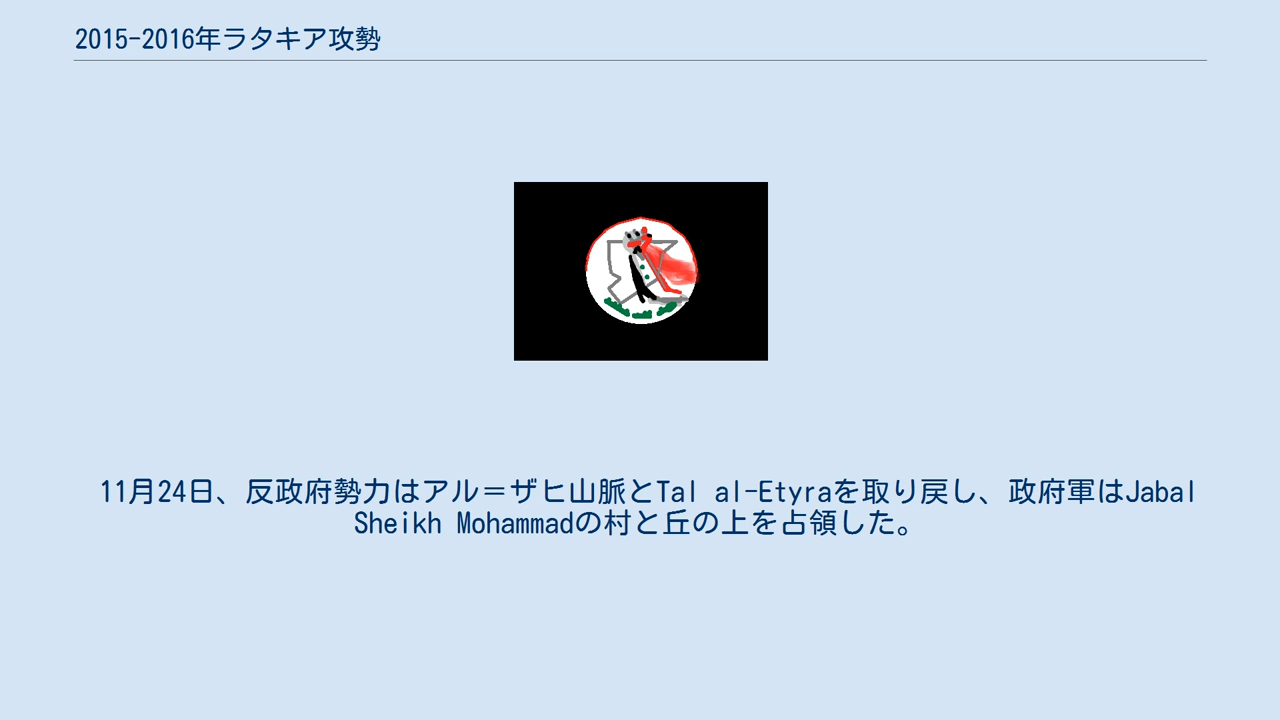 2015-2016年ラタキア攻勢
11月24日、反政府勢力はアル＝ザヒ山脈とTal al-Etyraを取り戻し、政府軍はJabal
Sheikh Mohammadの村と丘の上を占領した。